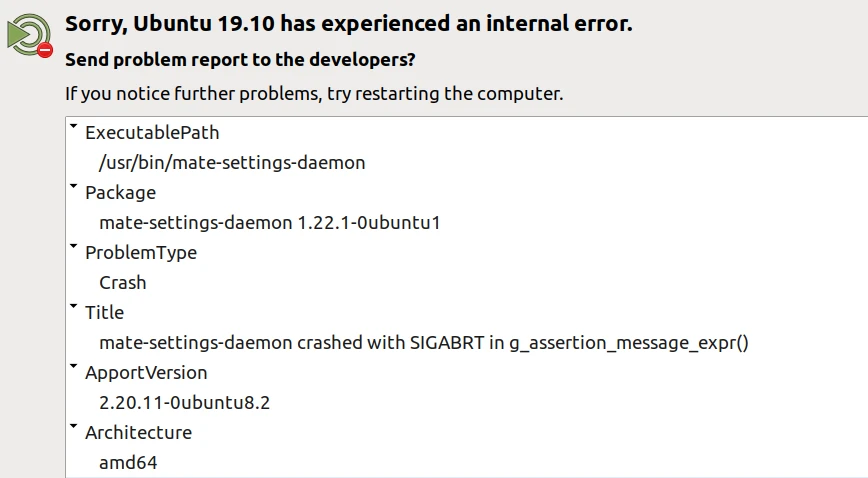 Sorry, Ubuntu 19.10 has experienced an internal error.
Send problem report to the developers?
If you notice further problems, try restarting the computer.
ExecutablePath
/usr/bin/mate-settings-daemon
Package
mate-settings-daemon 1.22.1-0ubuntu1
ProblemType
Crash
Title
mate-settings-daemon crashed with SIGABRT in g_assertion_message_expr()
ApportVersion
2.20.11-0ubuntu8.2
Architecture
amd64